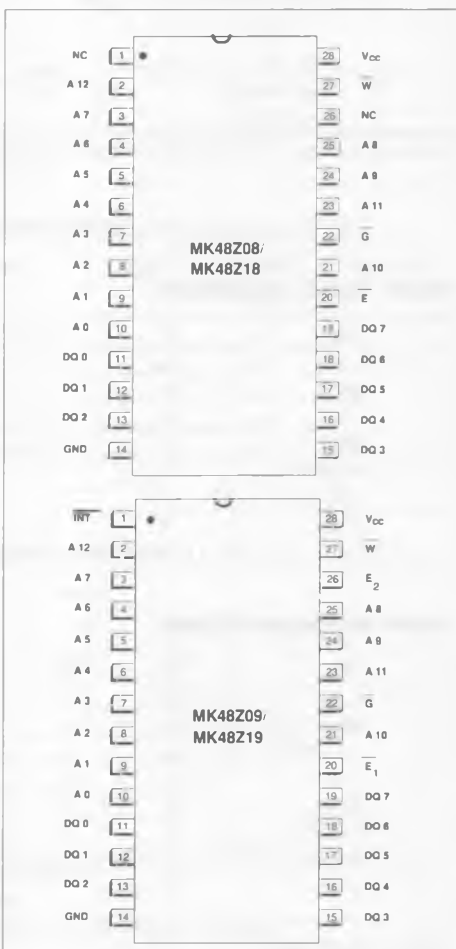 NC 1 28 Vcc
A 12 2 27 W̅
A 7 3 26 NC
A 6 4 25 A 8
A 5 5 24 A 9
A 4 6 23 A 11
A 3 7 22 G̅
A 2 8 21 A 10
A 1 9 20 E̅
A 0 10 19 DQ 7
DQ 0 11 18 DQ 6
DQ 1 12 17 DQ 5
DQ 2 13 16 DQ 4
GND 14 15 DQ 3
MK48Z08/
MK48Z18
I̅N̅T̅ 1 28 Vcc
A 12 2 27 W̅
A 7 3 26 E2
A 6 4 25 A 8
A 5 5 24 A 9
A 4 6 23 A 11
A 3 7 22 G̅
A 2 8 21 A 10
A 1 9 20 E̅1
A 0 10 19 DQ 7
DQ 0 11 18 DQ 6
DQ 1 12 17 DQ 5
DQ 2 13 16 DQ 4
GND 14 15 DQ 3
MK48Z09/
MK48Z19